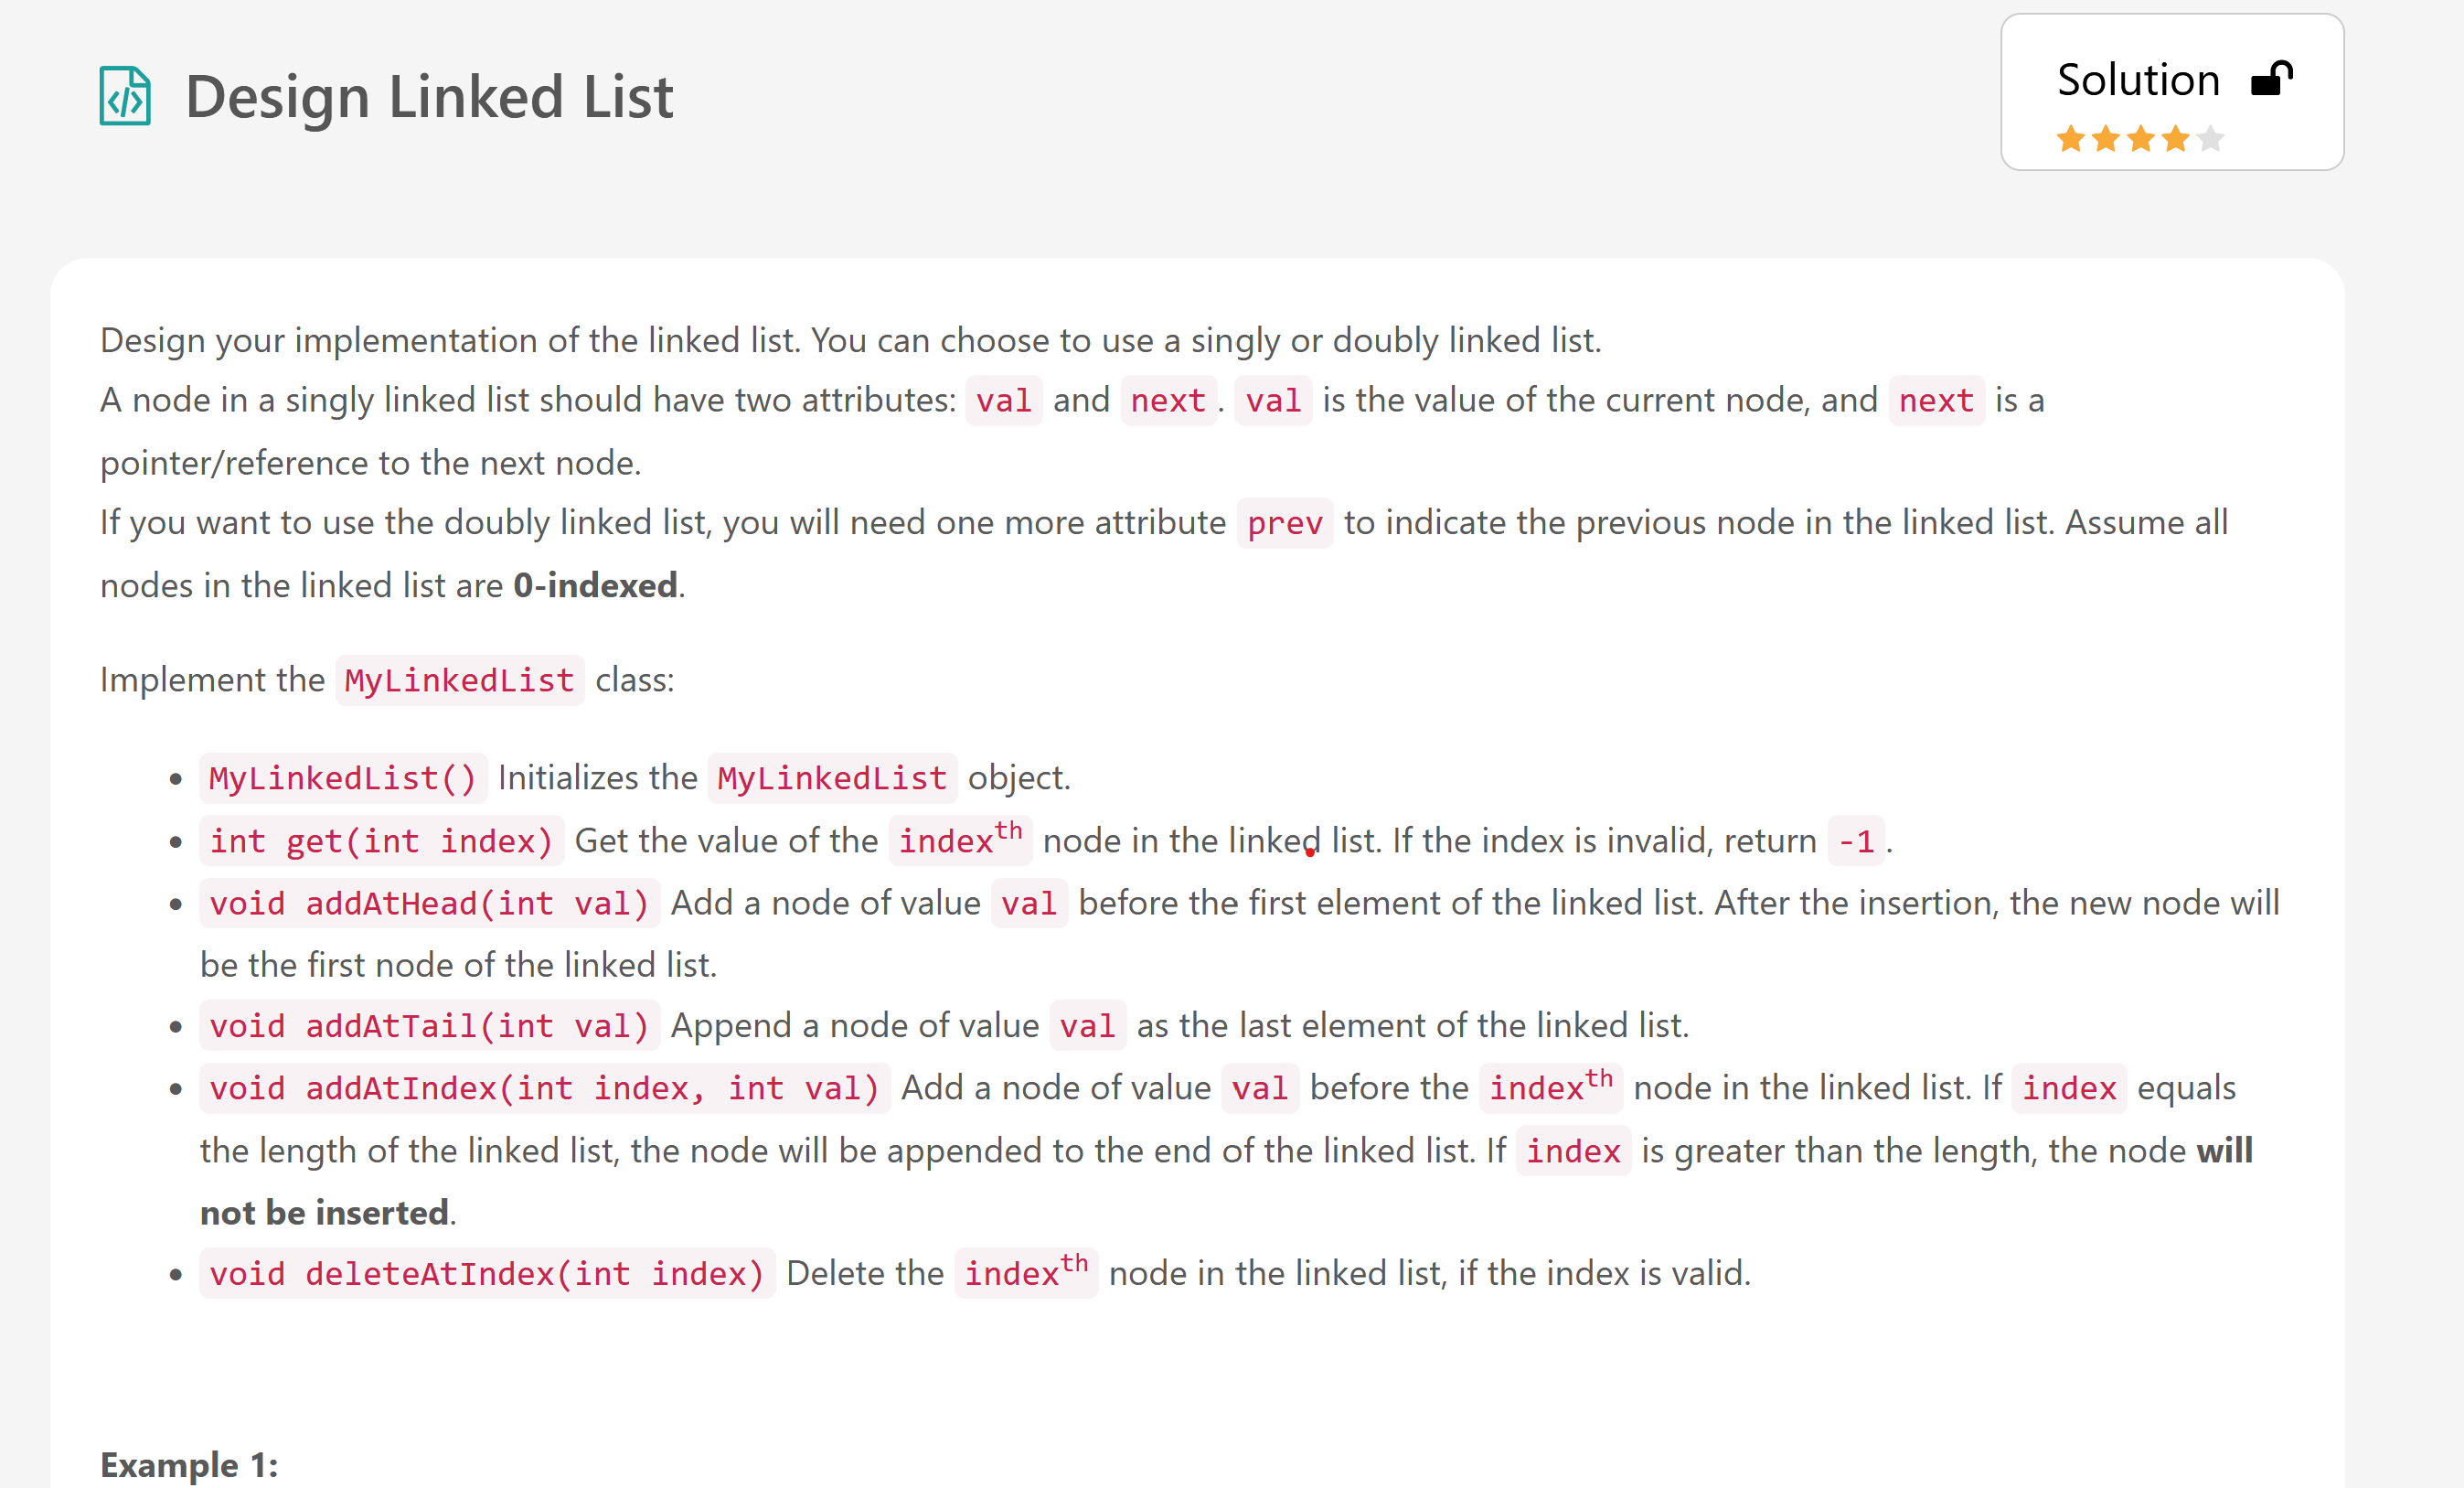 Design Linked List
Solution
Design your implementation of the linked list. You can choose to use a singly or doubly linked list.
A node in a singly linked list should have two attributes: val and next. val is the value of the current node, and next is a
pointer/reference to the next node.
If you want to use the doubly linked list, you will need one more attribute prev to indicate the previous node in the linked list. Assume all
nodes in the linked list are 0-indexed.
Implement the MyLinkedList class:
• MyLinkedList() Initializes the MyLinkedList object.
• int get(int index) Get the value of the indexth node in the linked list. If the index is invalid, return -1.
• void addAtHead(int val) Add a node of value val before the first element of the linked list. After the insertion, the new node will
be the first node of the linked list.
• void addAtTail(int val) Append a node of value val as the last element of the linked list.
• void addAtIndex(int index, int val) Add a node of value val before the indexth node in the linked list. If index equals
the length of the linked list, the node will be appended to the end of the linked list. If index is greater than the length, the node will
not be inserted.
• void deleteAtIndex(int index) Delete the indexth node in the linked list, if the index is valid.
Example 1: